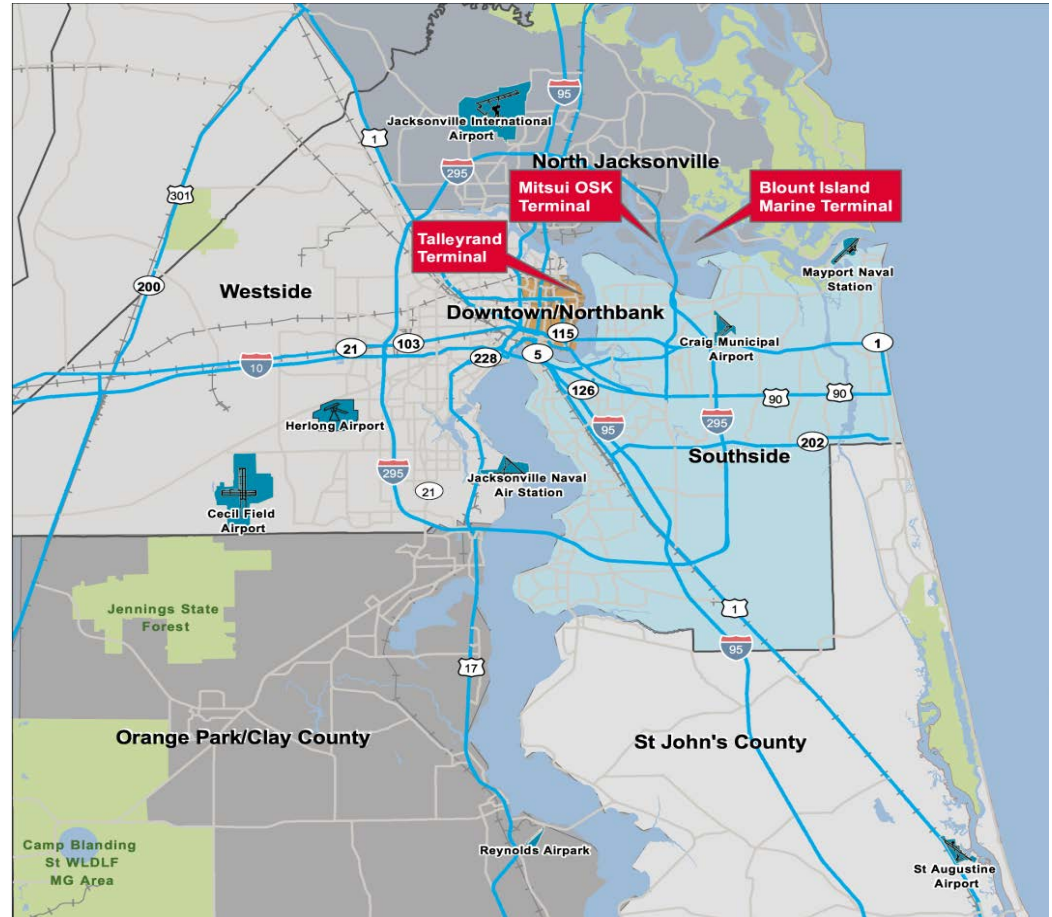 95
Jacksonville International
Airport
1
295
North Jacksonville
Mitsui OSK
Terminal
Blount Island
Marine Terminal
301
Talleyrand
Terminal
Mayport Naval
Station
200
Westside
Downtown/Northbank
115
Craig Municipal
Airport
1
21
103
228
5
10
126
90
90
Herlong Airport
95
295
202
Southside
295
21
Jacksonville Naval
Air Station
Cecil Field
Airport
Jennings State
Forest
1
95
17
Orange Park/Clay County
St John's County
Camp Blanding
St WLDLF
MG Area
Reynolds Airpark
St Augustine
Airport